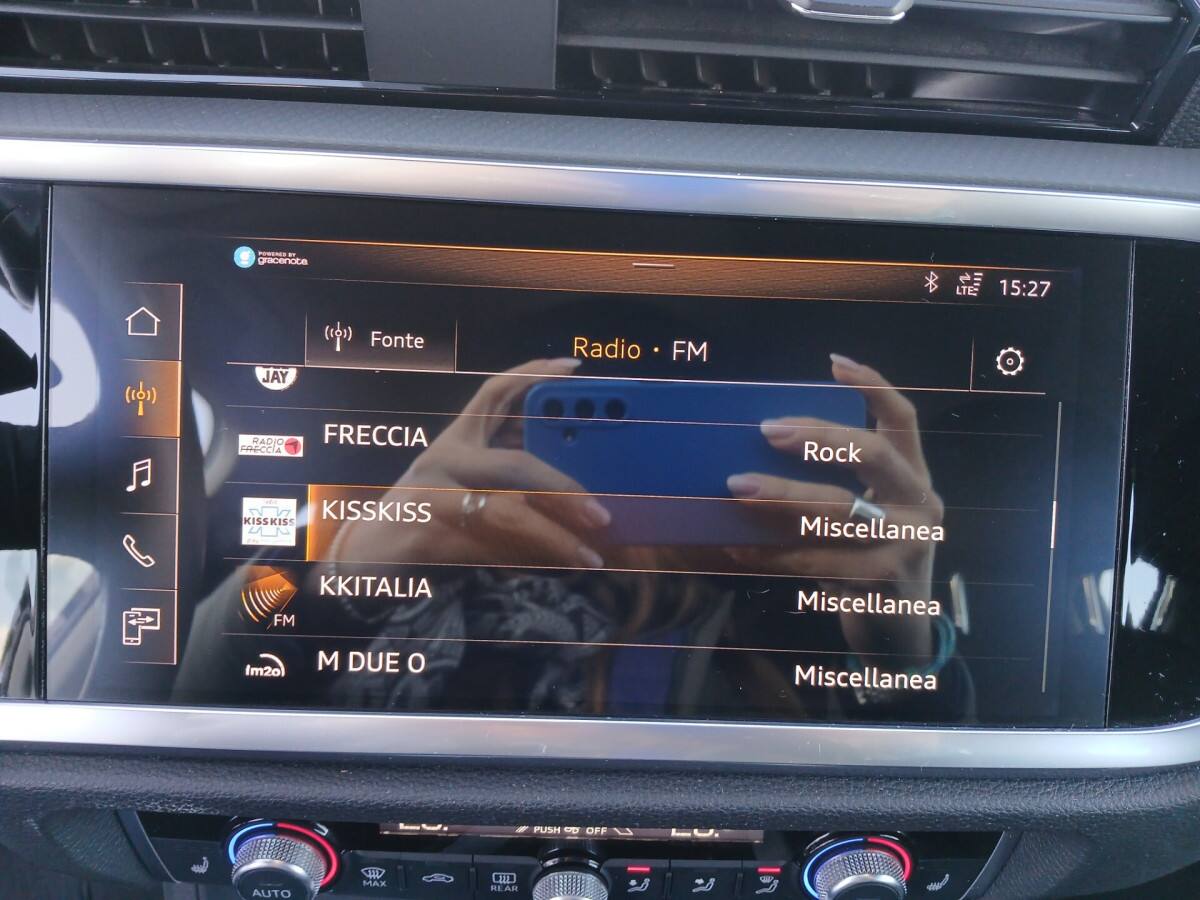 POWERED BY
gracenote
LTE
15:27
Fonte
Radio · FM
JAY
RADIO
FRECCIA
FRECCIA
Rock
KISSKISS
KISSKISS
Miscellanea
FM
KKITALIA
Miscellanea
1m2o
M DUE O
Miscellanea
PUSH OFF
AUTO
MAX
REAR